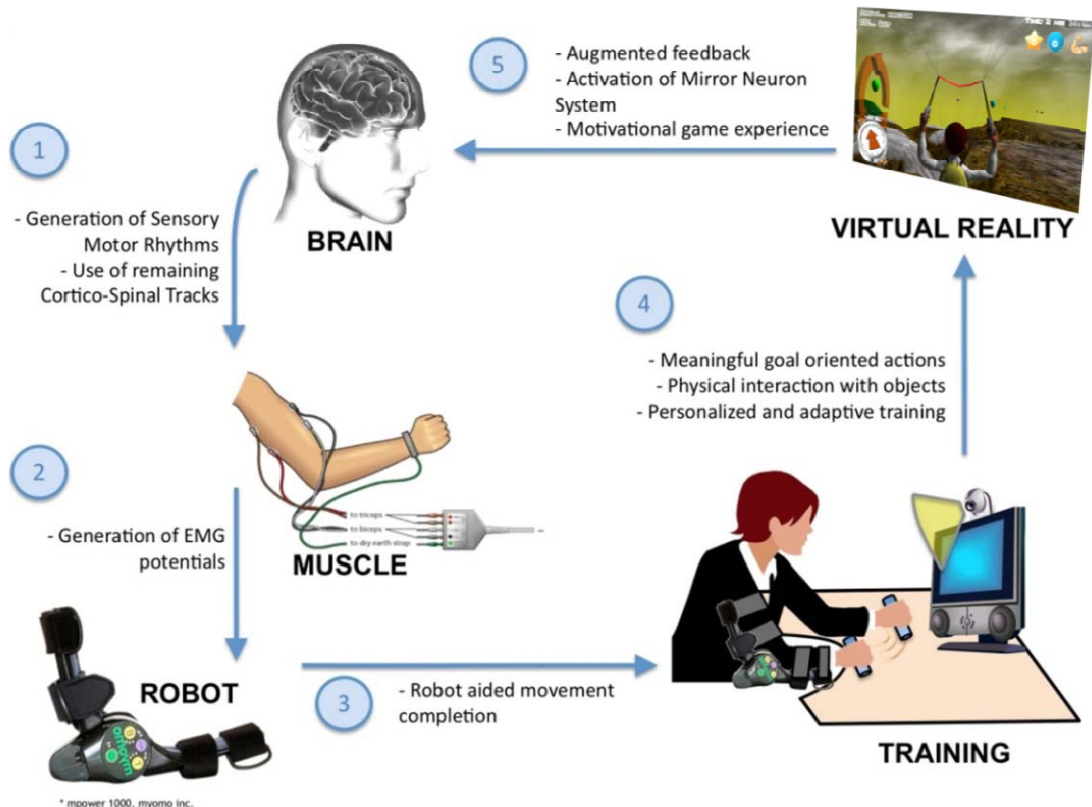 1
- Generation of Sensory
Motor Rhythms
- Use of remaining
Cortico-Spinal Tracks
BRAIN
5
- Augmented feedback
- Activation of Mirror Neuron
System
- Motivational game experience
VIRTUAL REALITY
2
- Generation of EMG
potentials
to triceps
to biceps
to dry earth strap
MUSCLE
ROBOT
myomo
* mpower 1000, myomo inc.
3
- Robot aided movement
completion
4
- Meaningful goal oriented actions
- Physical interaction with objects
- Personalized and adaptive training
TRAINING